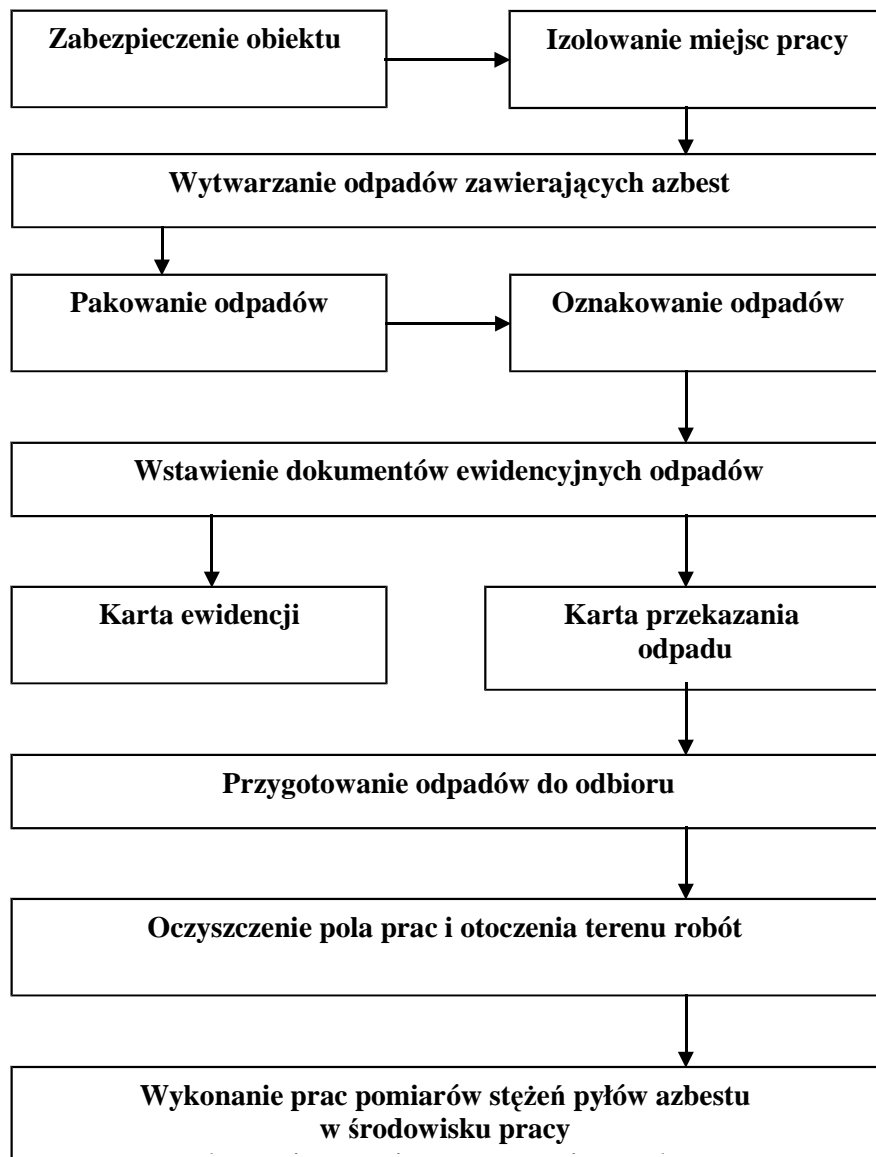 Zabezpieczenie obiektu
Izolowanie miejsc pracy
Wytwarzanie odpadów zawierających azbest
Pakowanie odpadów
Oznakowanie odpadów
Wstawienie dokumentów ewidencyjnych odpadów
Karta ewidencji
Karta przekazania
odpadu
Przygotowanie odpadów do odbioru
Oczyszczenie pola prac i otoczenia terenu robót
Wykonanie prac pomiarów stężeń pyłów azbestu
w środowisku pracy